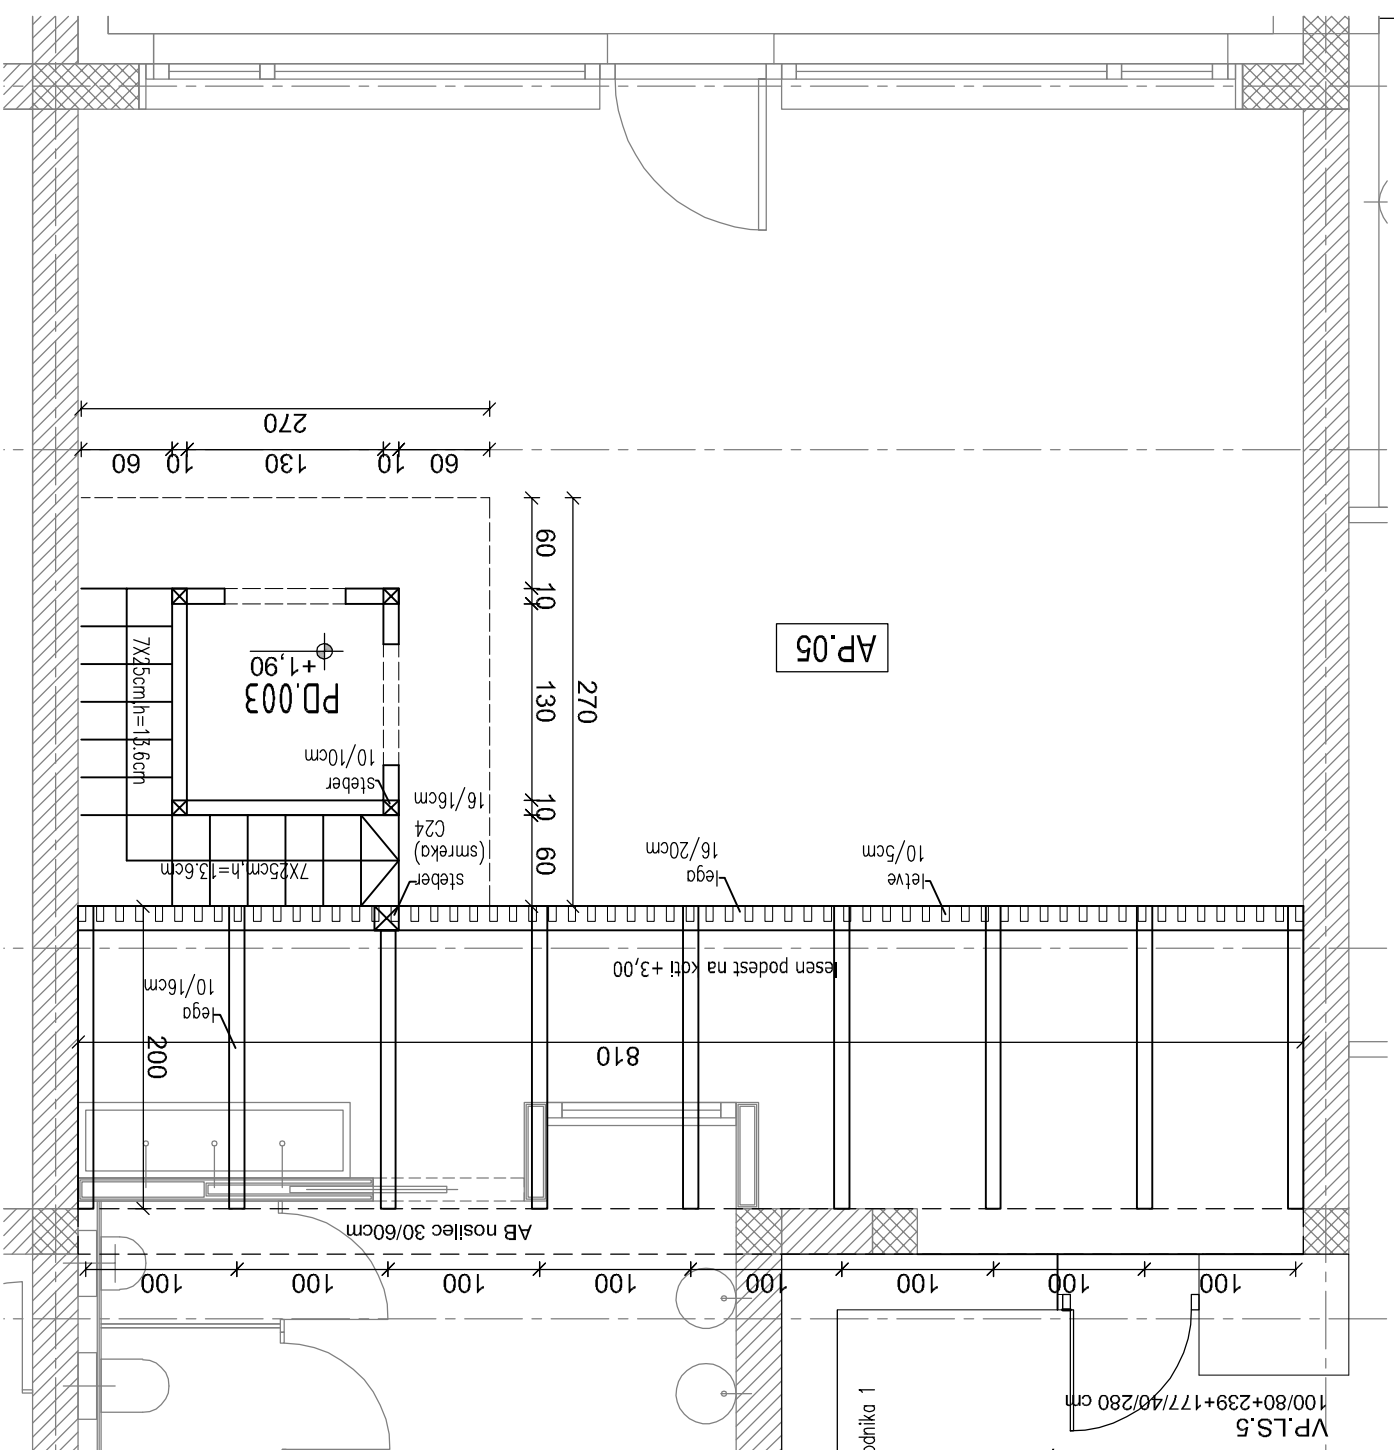 VP.LS.5
100/80+239+177/40/280 cm
odnika 1
100
100
100
100
100
100
100
100
AB nosilec 30/60cm
810
200
lega
10/16cm
lesen podest na koti +3,00
letve
10/5cm
lega
16/20cm
steber
(smreka)
C24
16/16cm
7X25cm,h=13.6cm
60
10
130
10
60
270
steber
10/10cm
PD.003
+1,90
7X25cm,h=13.6cm
AP.05
60
10
130
10
60
270